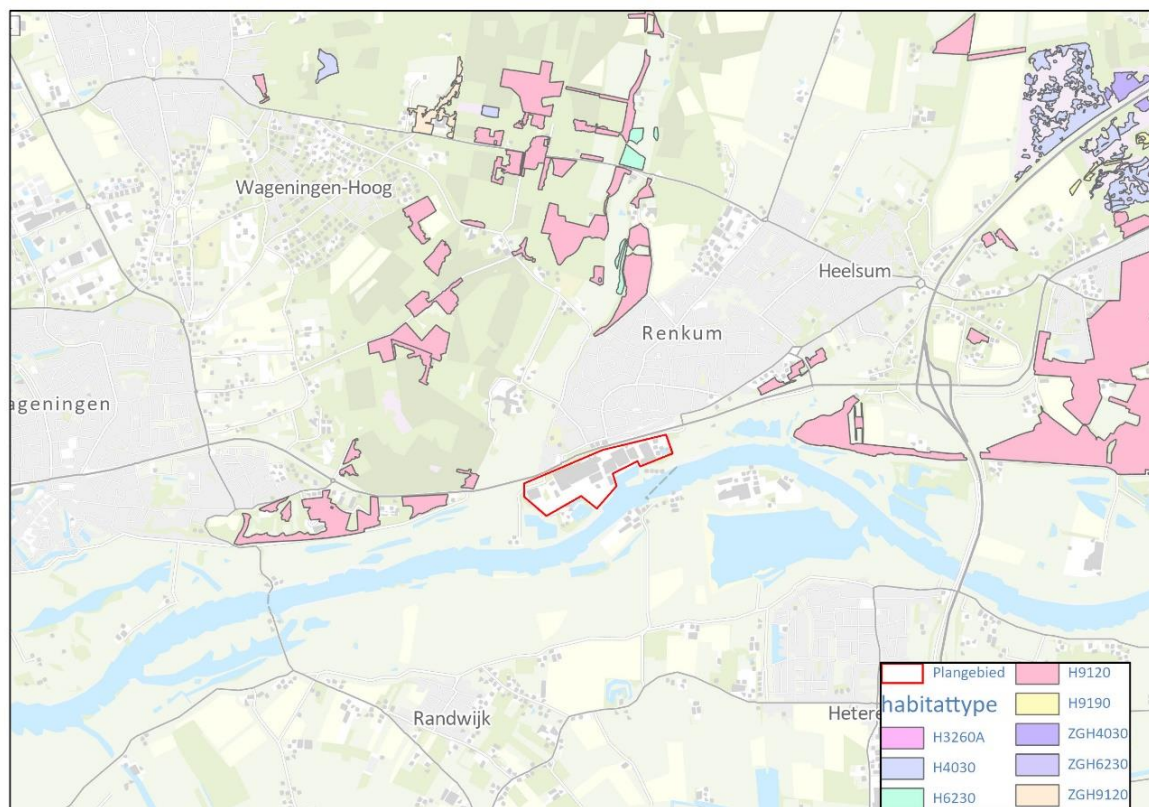 Wageningen-Hoog
Heelsum
Renkum
ageningen
Randwijk
Hetere
Plangebied
habitattype
H3260A
H4030
H6230
H9120
H9190
ZGH4030
ZGH6230
ZGH9120